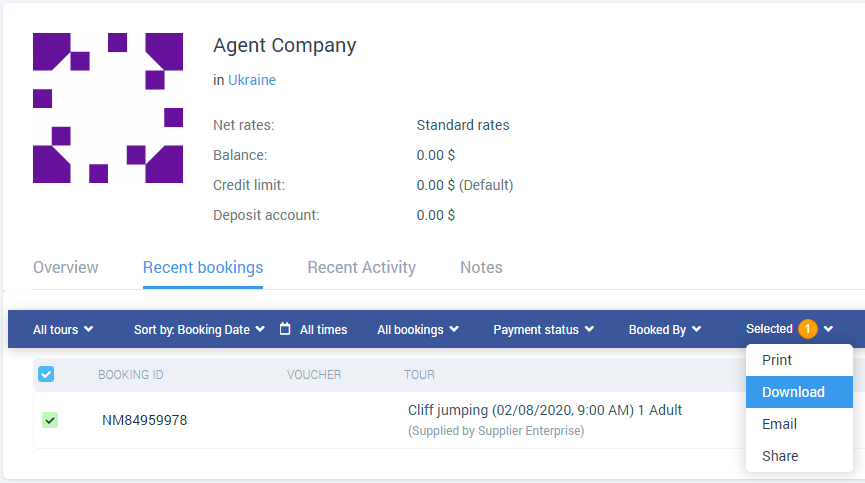 Agent Company
in Ukraine
Net rates: Standard rates
Balance: 0.00 $
Credit limit: 0.00 $ (Default)
Deposit account: 0.00 $
Overview Recent bookings Recent Activity Notes
All tours Sort by: Booking Date All times All bookings Payment status Booked By Selected 1
Print
BOOKING ID VOUCHER TOUR
Download
NM84959978 Cliff jumping (02/08/2020, 9:00 AM) 1 Adult
(Supplied by Supplier Enterprise)
Email
Share